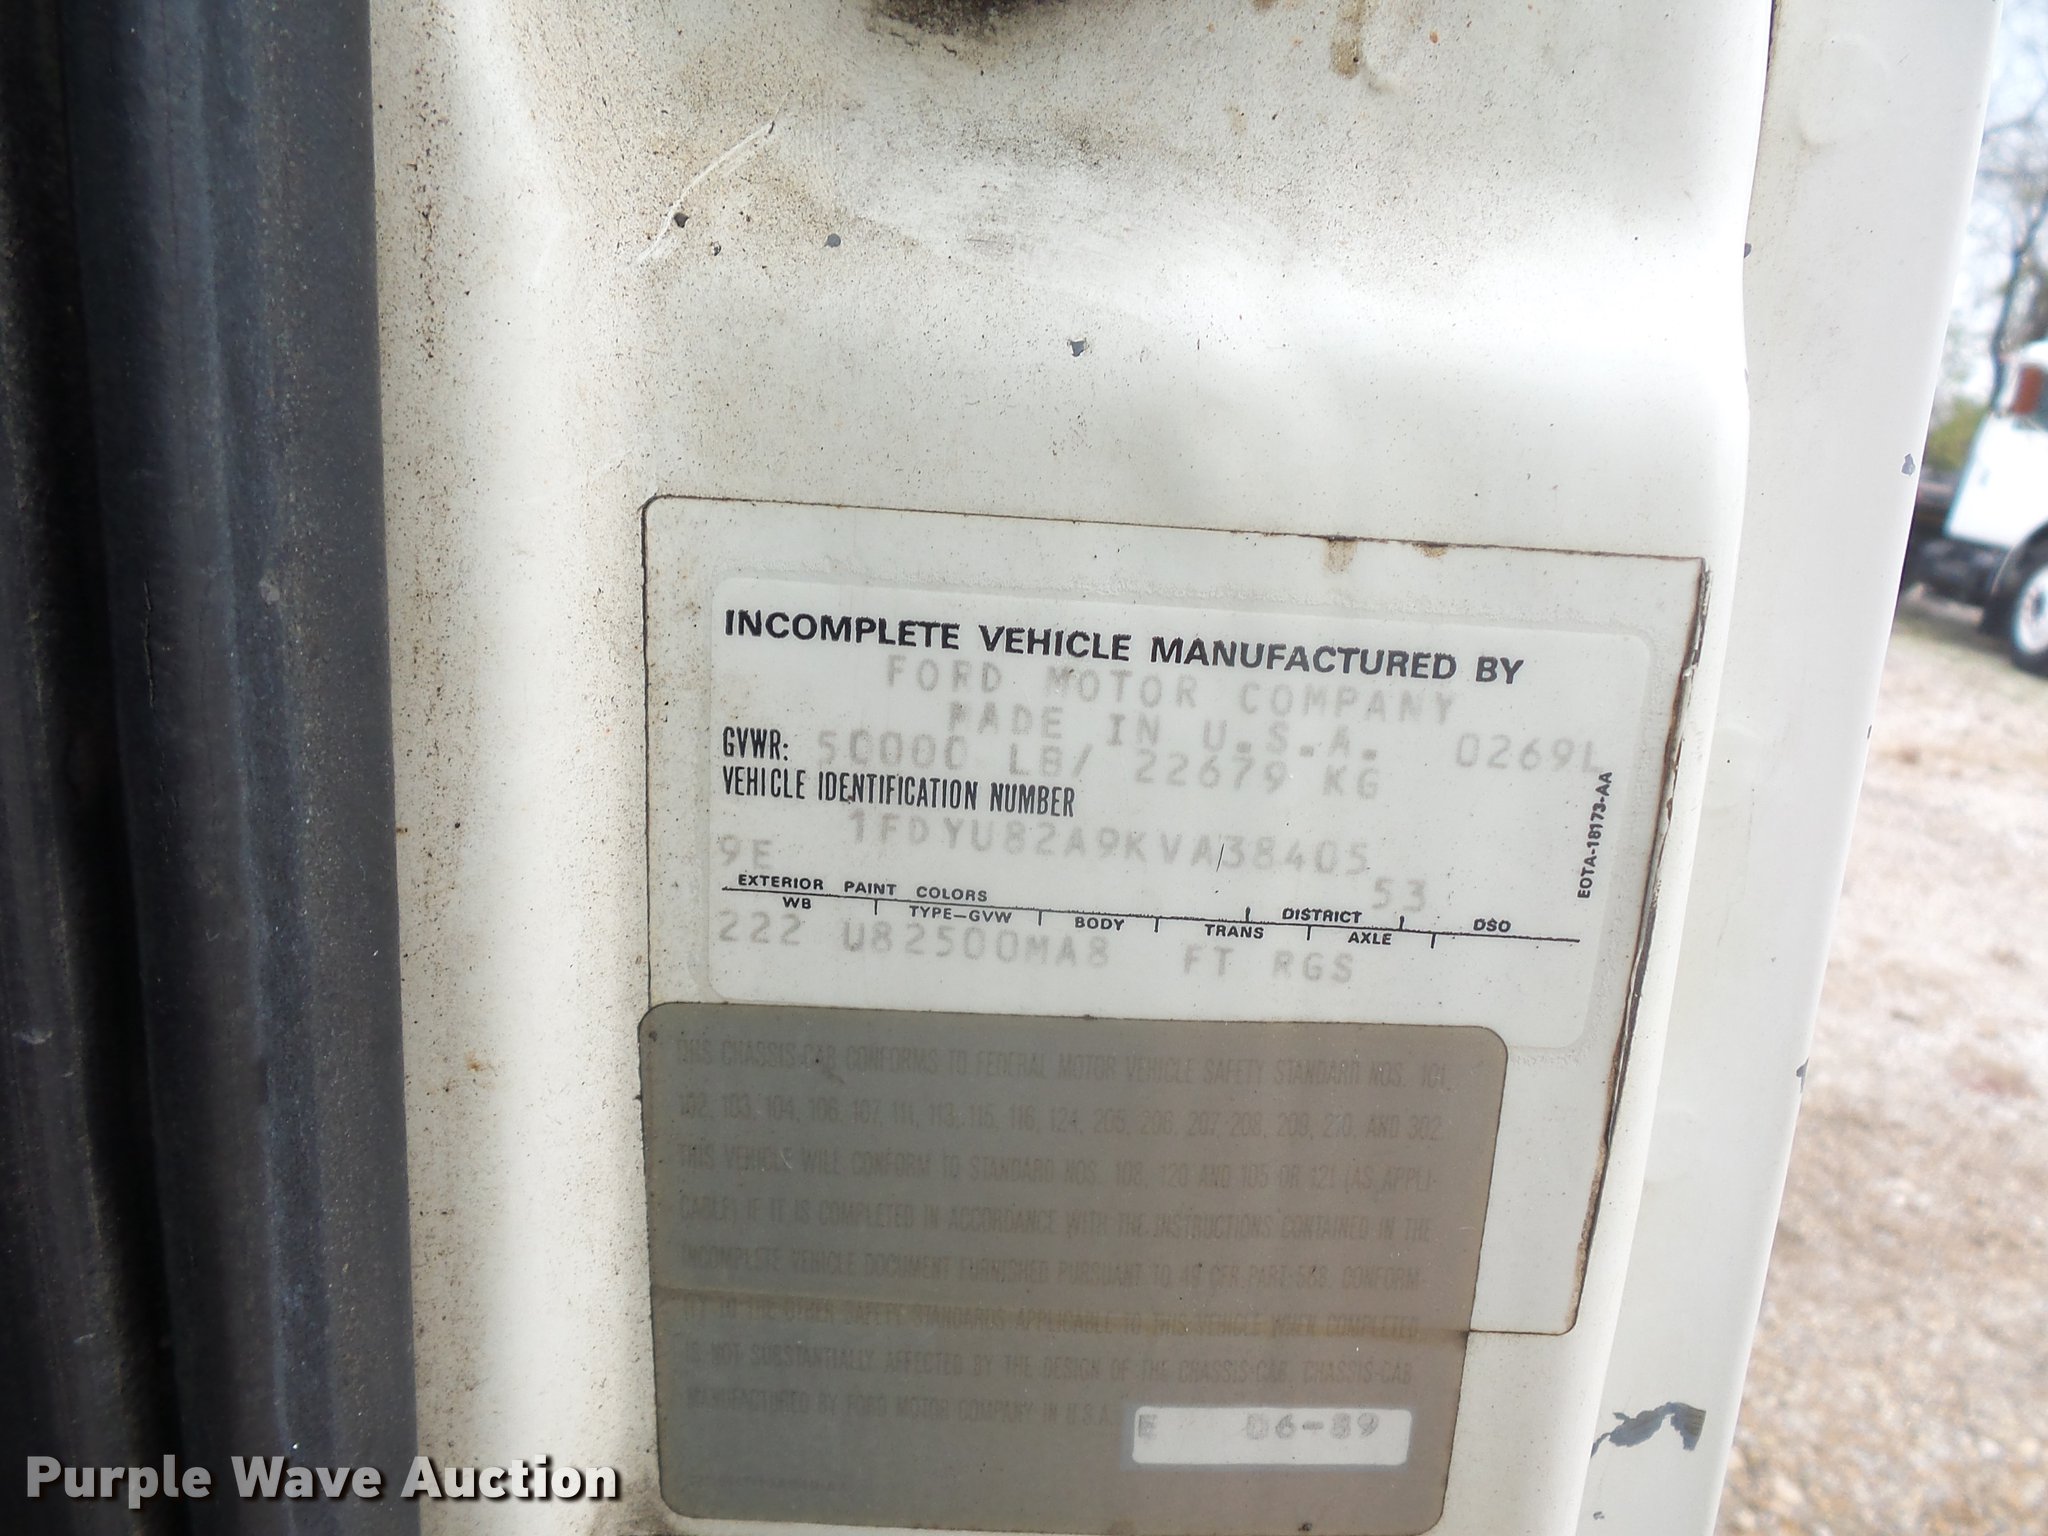 INCOMPLETE VEHICLE MANUFACTURED BY
FORD MOTOR COMPANY
MADE IN U.S.A. 0269L
GVWR: 50000 LB/ 22679 KG
VEHICLE IDENTIFICATION NUMBER
1FDYU82A9KVA38405
9E 53
EXTERIOR PAINT COLORS DISTRICT DSO
WB TYPE-GVW BODY TRANS AXLE
222 U82500MA8 FT RGS
EOTA-18173-AA
THIS CHASSIS-CAB CONFORMS TO FEDERAL MOTOR VEHICLE SAFETY STANDARD NOS. 101,
102, 103, 104, 106, 107, 111, 113, 115, 116, 124, 205, 206, 207, 208, 209, 210, AND 302.
THIS VEHICLE WILL CONFORM TO STANDARD NOS. 108, 120 AND 105 OR 121 (AS APPLI-
CABLE) IF IT IS COMPLETED IN ACCORDANCE WITH THE INSTRUCTIONS CONTAINED IN THE
INCOMPLETE VEHICLE DOCUMENT FURNISHED PURSUANT TO 49 CFR PART 568. CONFORM-
ITY TO THE OTHER SAFETY STANDARDS APPLICABLE TO THIS VEHICLE WHEN COMPLETED,
IS NOT SUBSTANTIALLY AFFECTED BY THE DESIGN OF THE CHASSIS-CAB. CHASSIS-CAB
MANUFACTURED BY FORD MOTOR COMPANY IN U.S.A.
E 06-89
Purple Wave Auction